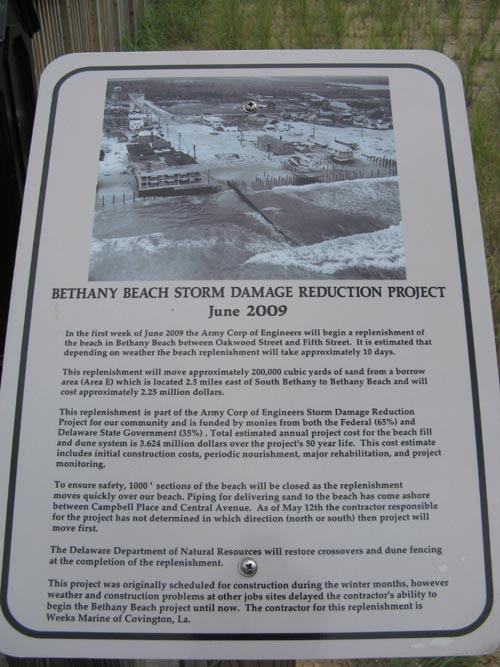 BETHANY BEACH STORM DAMAGE REDUCTION PROJECT
June 2009
In the first week of June 2009 the Army Corp of Engineers will begin a replenishment of
the beach in Bethany Beach between Oakwood Street and Fifth Street. It is estimated that
depending on weather the beach replenishment will take approximately 10 days.
This replenishment will move approximately 200,000 cubic yards of sand from a borrow
area (Area E) which is located 2.5 miles east of South Bethany to Bethany Beach and will
cost approximately 2.25 million dollars.
This replenishment is part of the Army Corp of Engineers Storm Damage Reduction
Project for our community and is funded by monies from both the Federal (65%) and
Delaware State Government (35%) . Total estimated annual project cost for the beach fill
and dune system is 3.624 million dollars over the project's 50 year life. This cost estimate
includes initial construction costs, periodic nourishment, major rehabilitation, and project
monitoring.
To ensure safety, 1000 ' sections of the beach will be closed as the replenishment
moves quickly over our beach. Piping for delivering sand to the beach has come ashore
between Campbell Place and Central Avenue. As of May 12th the contractor responsible
for the project has not determined in which direction (north or south) then project will
move first.
The Delaware Department of Natural Resources will restore crossovers and dune fencing
at the completion of the replenishment.
This project was originally scheduled for construction during the winter months, however
weather and construction problems at other jobs sites delayed the contractor's ability to
begin the Bethany Beach project until now. The contractor for this replenishment is
Weeks Marine of Covington, La.